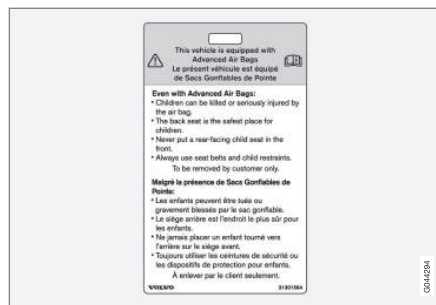 This vehicle is equipped with
Advanced Air Bags
Le présent véhicule est équipé
de Sacs Gonflables de Pointe
Even with Advanced Air Bags:
• Children can be killed or seriously injured by
the air bag.
• The back seat is the safest place for
children.
• Never put a rear-facing child seat in the
front.
• Always use seat belts and child restraints.
To be removed by customer only.
Malgré la présence de Sacs Gonflables de
Pointe:
• Les enfants peuvent être tués ou
gravement blessés par le sac gonflable.
• Le siège arrière est l'endroit le plus sûr pour
les enfants.
• Ne jamais placer un enfant tourné vers
l'arrière sur le siège avant.
• Toujours utiliser les ceintures de sécurité ou
les dispositifs de protection pour enfants.
À enlever par le client seulement.
VOLVO 31301564
G044294